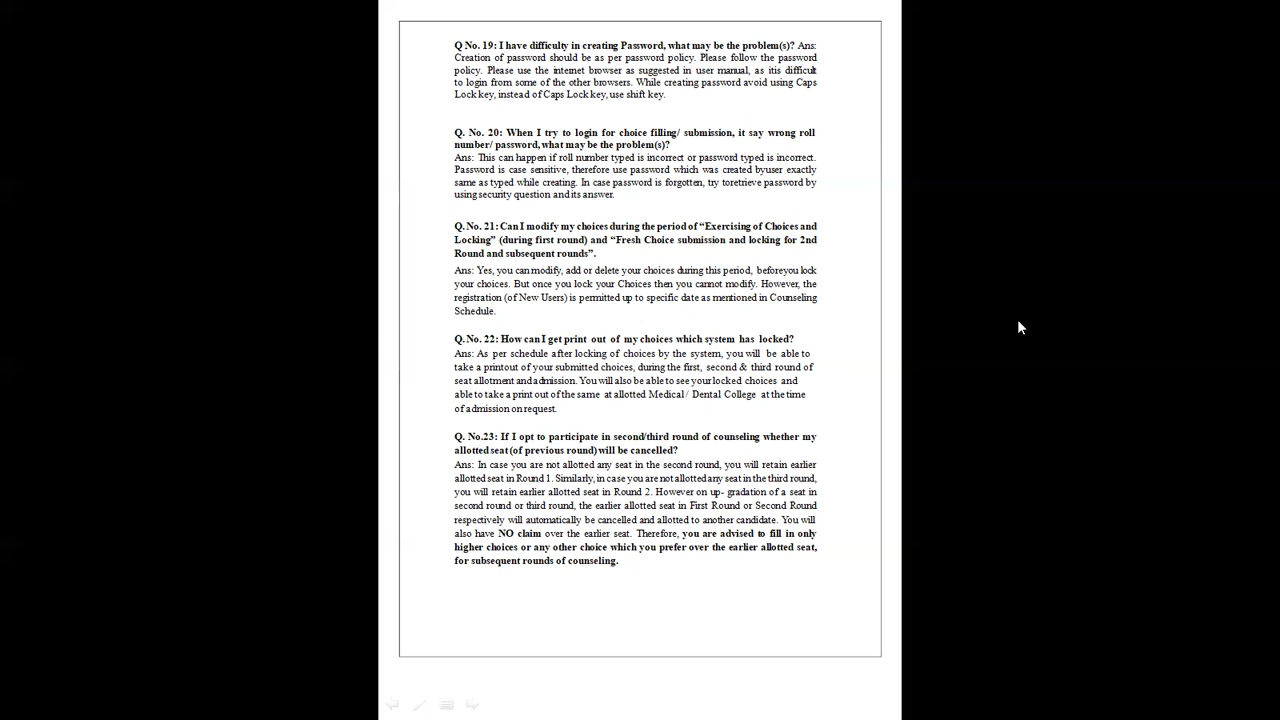 Q No. 19: I have difficulty in creating Password, what may be the problem(s)? Ans:
Creation of password should be as per password policy. Please follow the password
policy. Please use the internet browser as suggested in user manual, as itis difficult
to login from some of the other browsers. While creating password avoid using Caps
Lock key, instead of Caps Lock key, use shift key.
Q. No. 20: When I try to login for choice filling/ submission, it say wrong roll
number/ password, what may be the problem(s)?
Ans: This can happen if roll number typed is incorrect or password typed is incorrect.
Password is case sensitive, therefore use password which was created byuser exactly
same as typed while creating. In case password is forgotten, try toretrieve password by
using security question and its answer.
Q. No. 21: Can I modify my choices during the period of “Exercising of Choices and
Locking” (during first round) and “Fresh Choice submission and locking for 2nd
Round and subsequent rounds”.
Ans: Yes, you can modify, add or delete your choices during this period, beforeyou lock
your choices. But once you lock your Choices then you cannot modify. However, the
registration (of New Users) is permitted up to specific date as mentioned in Counseling
Schedule.
Q. No. 22: How can I get print out of my choices which system has locked?
Ans: As per schedule after locking of choices by the system, you will be able to
take a printout of your submitted choices, during the first, second & third round of
seat allotment and admission. You will also be able to see your locked choices and
able to take a print out of the same at allotted Medical / Dental College at the time
of admission on request.
Q. No.23: If I opt to participate in second/third round of counseling whether my
allotted seat (of previous round) will be cancelled?
Ans: In case you are not allotted any seat in the second round, you will retain earlier
allotted seat in Round 1. Similarly, in case you are not allotted any seat in the third round,
you will retain earlier allotted seat in Round 2. However on up- gradation of a seat in
second round or third round, the earlier allotted seat in First Round or Second Round
respectively will automatically be cancelled and allotted to another candidate. You will
also have NO claim over the earlier seat. Therefore, you are advised to fill in only
higher choices or any other choice which you prefer over the earlier allotted seat,
for subsequent rounds of counseling.